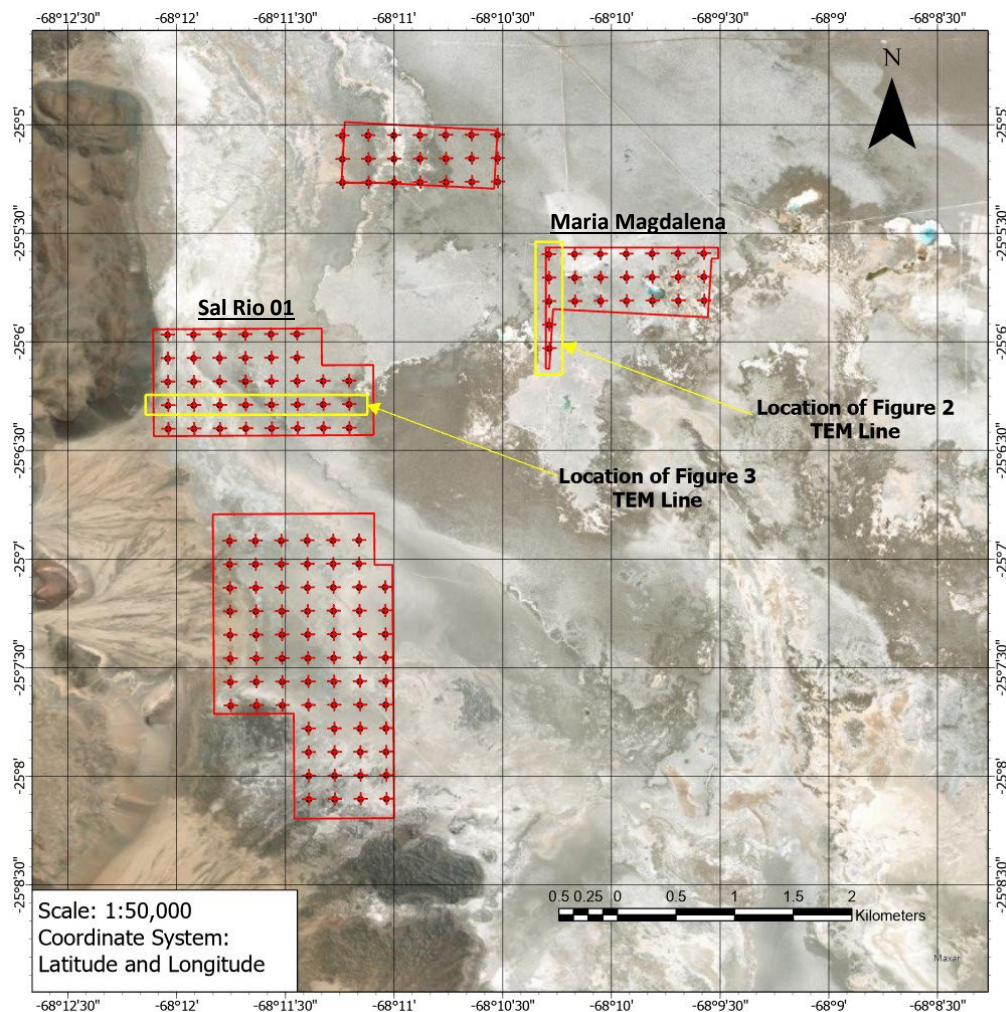 -68°12'30" -68°12' -68°11'30" -68°11' -68°10'30" -68°10' -68°9'30" -68°9' -68°8'30"
N
-25°5' -25°5'
-25°5'30" -25°5'30"
Maria Magdalena
Sal Rio 01
-25°6' -25°6'
Location of Figure 2
TEM Line
-25°6'30" -25°6'30"
Location of Figure 3
TEM Line
-25°7' -25°7'
-25°7'30" -25°7'30"
-25°8' -25°8'
-25°8'30" -25°8'30"
Scale: 1:50,000
Coordinate System:
Latitude and Longitude
0.5 0.25 0 0.5 1 1.5 2
Kilometers
Maxar
-68°12'30" -68°12' -68°11'30" -68°11' -68°10'30" -68°10' -68°9'30" -68°9' -68°8'30"